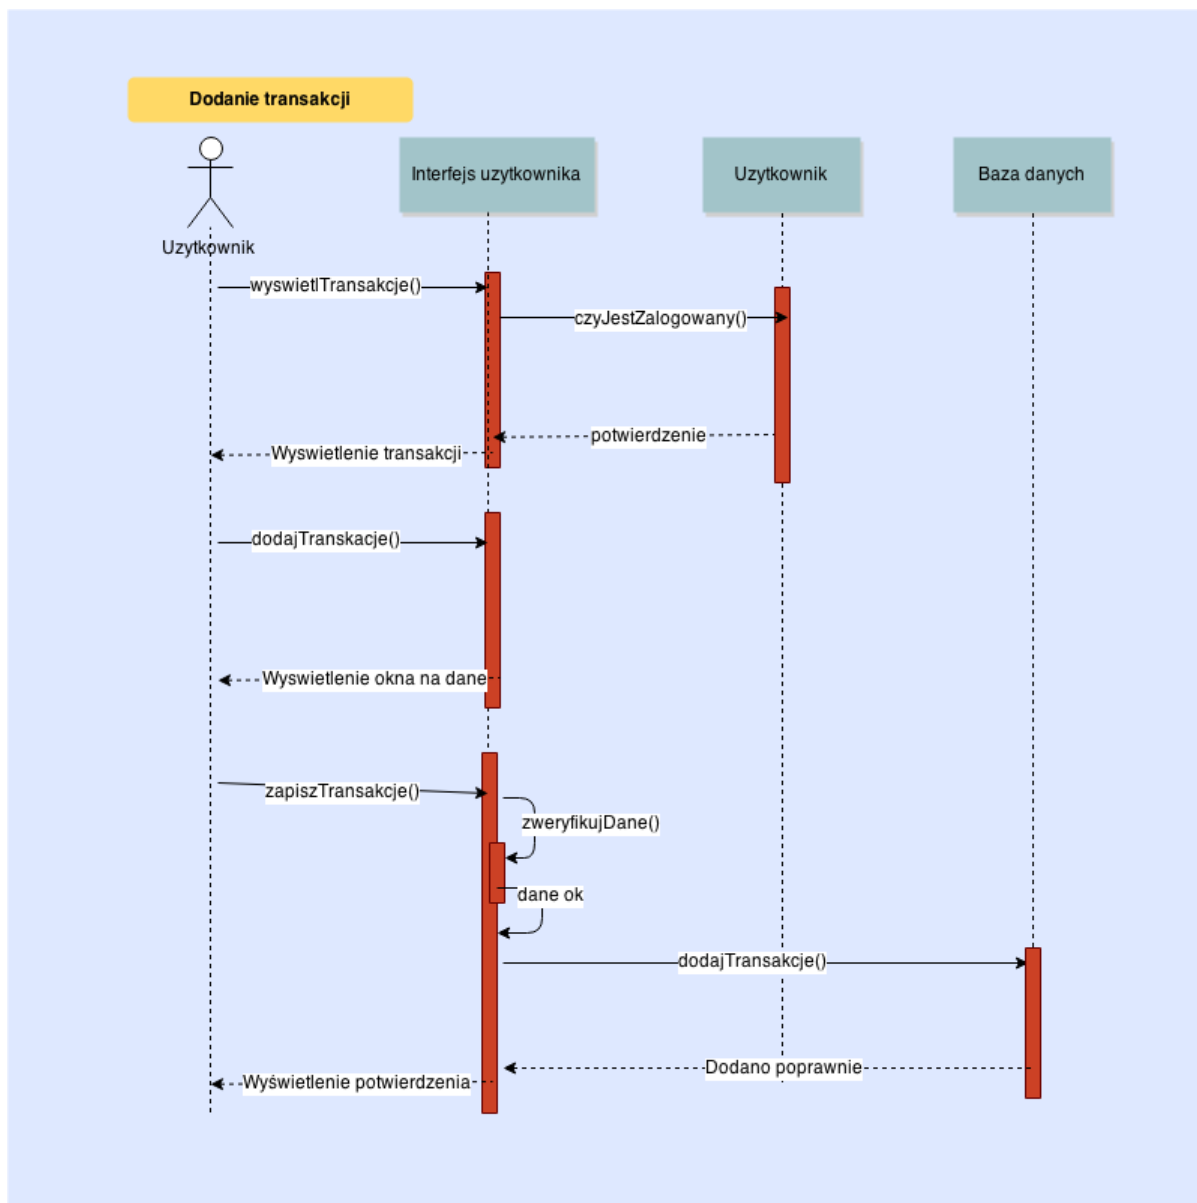 Dodanie transakcji
Interfejs uzytkownika
Uzytkownik
Baza danych
Uzytkownik
wyswietlTransakcje()
czyJestZalogowany()
potwierdzenie
Wyswietlenie transakcji
dodajTranskacje()
Wyswietlenie okna na dane
zapiszTransakcje()
zweryfikujDane()
dane ok
dodajTransakcje()
Dodano poprawnie
Wyświetlenie potwierdzenia